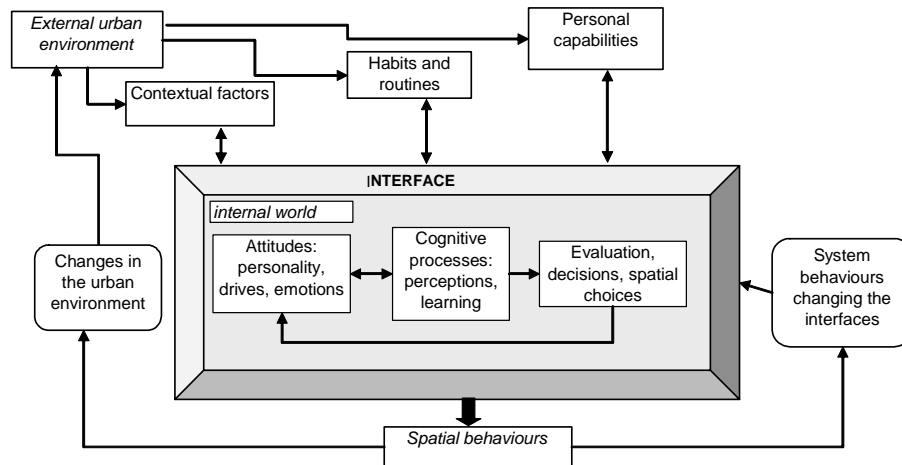 External urban
environment
Personal
capabilities
Habits and
routines
Contextual factors
INTERFACE
internal world
Attitudes:
personality,
drives, emotions
Cognitive
processes:
perceptions,
learning
Evaluation,
decisions, spatial
choices
Changes in
the urban
environment
System
behaviours
changing the
interfaces
Spatial behaviours